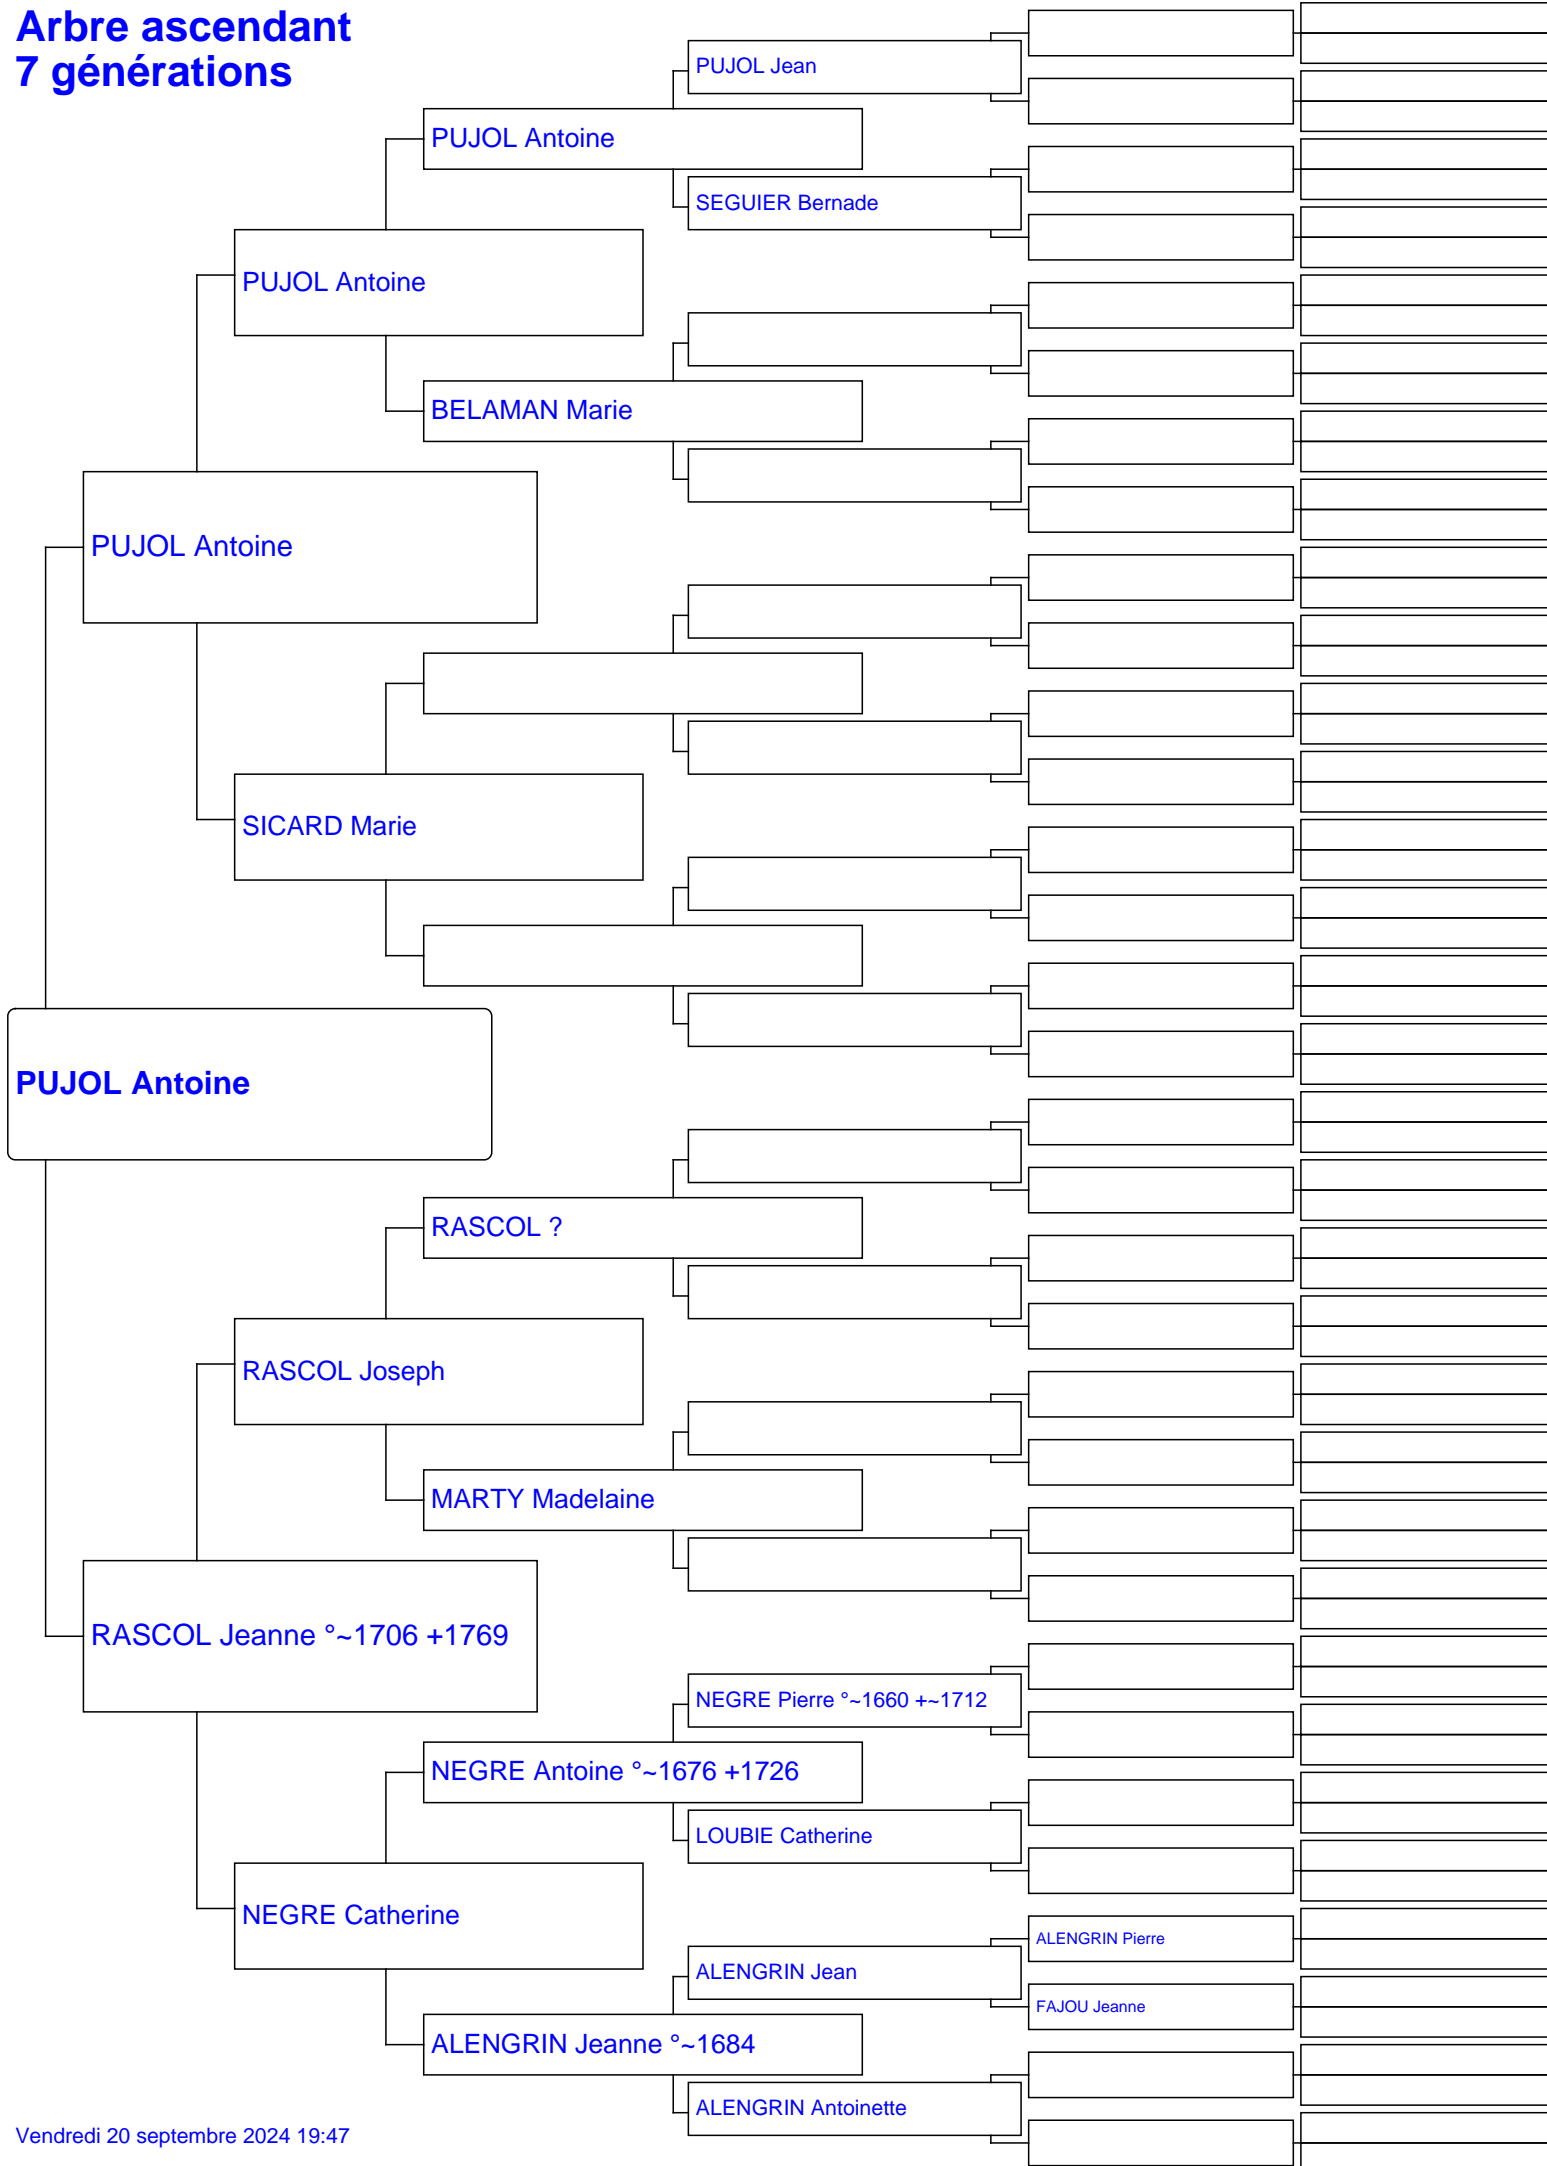 Arbre ascendant
7 générations
PUJOL Jean
PUJOL Antoine
SEGUIER Bernade
PUJOL Antoine
BELAMAN Marie
PUJOL Antoine
SICARD Marie
PUJOL Antoine
RASCOL ?
RASCOL Joseph
MARTY Madelaine
RASCOL Jeanne °~1706 +1769
NEGRE Pierre °~1660 +~1712
NEGRE Antoine °~1676 +1726
LOUBIE Catherine
NEGRE Catherine
ALENGRIN Pierre
ALENGRIN Jean
FAJOU Jeanne
ALENGRIN Jeanne °~1684
ALENGRIN Antoinette
Vendredi 20 septembre 2024 19:47